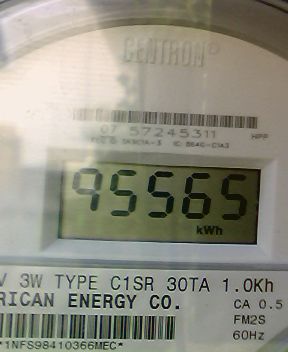 CENTRON®
07 57245311 HPP
95565
kWh
V 3W TYPE C1SR 30TA 1.0Kh
RICAN ENERGY CO. CA 0.5
FM2S
*1NFS98410366MEC* 60Hz